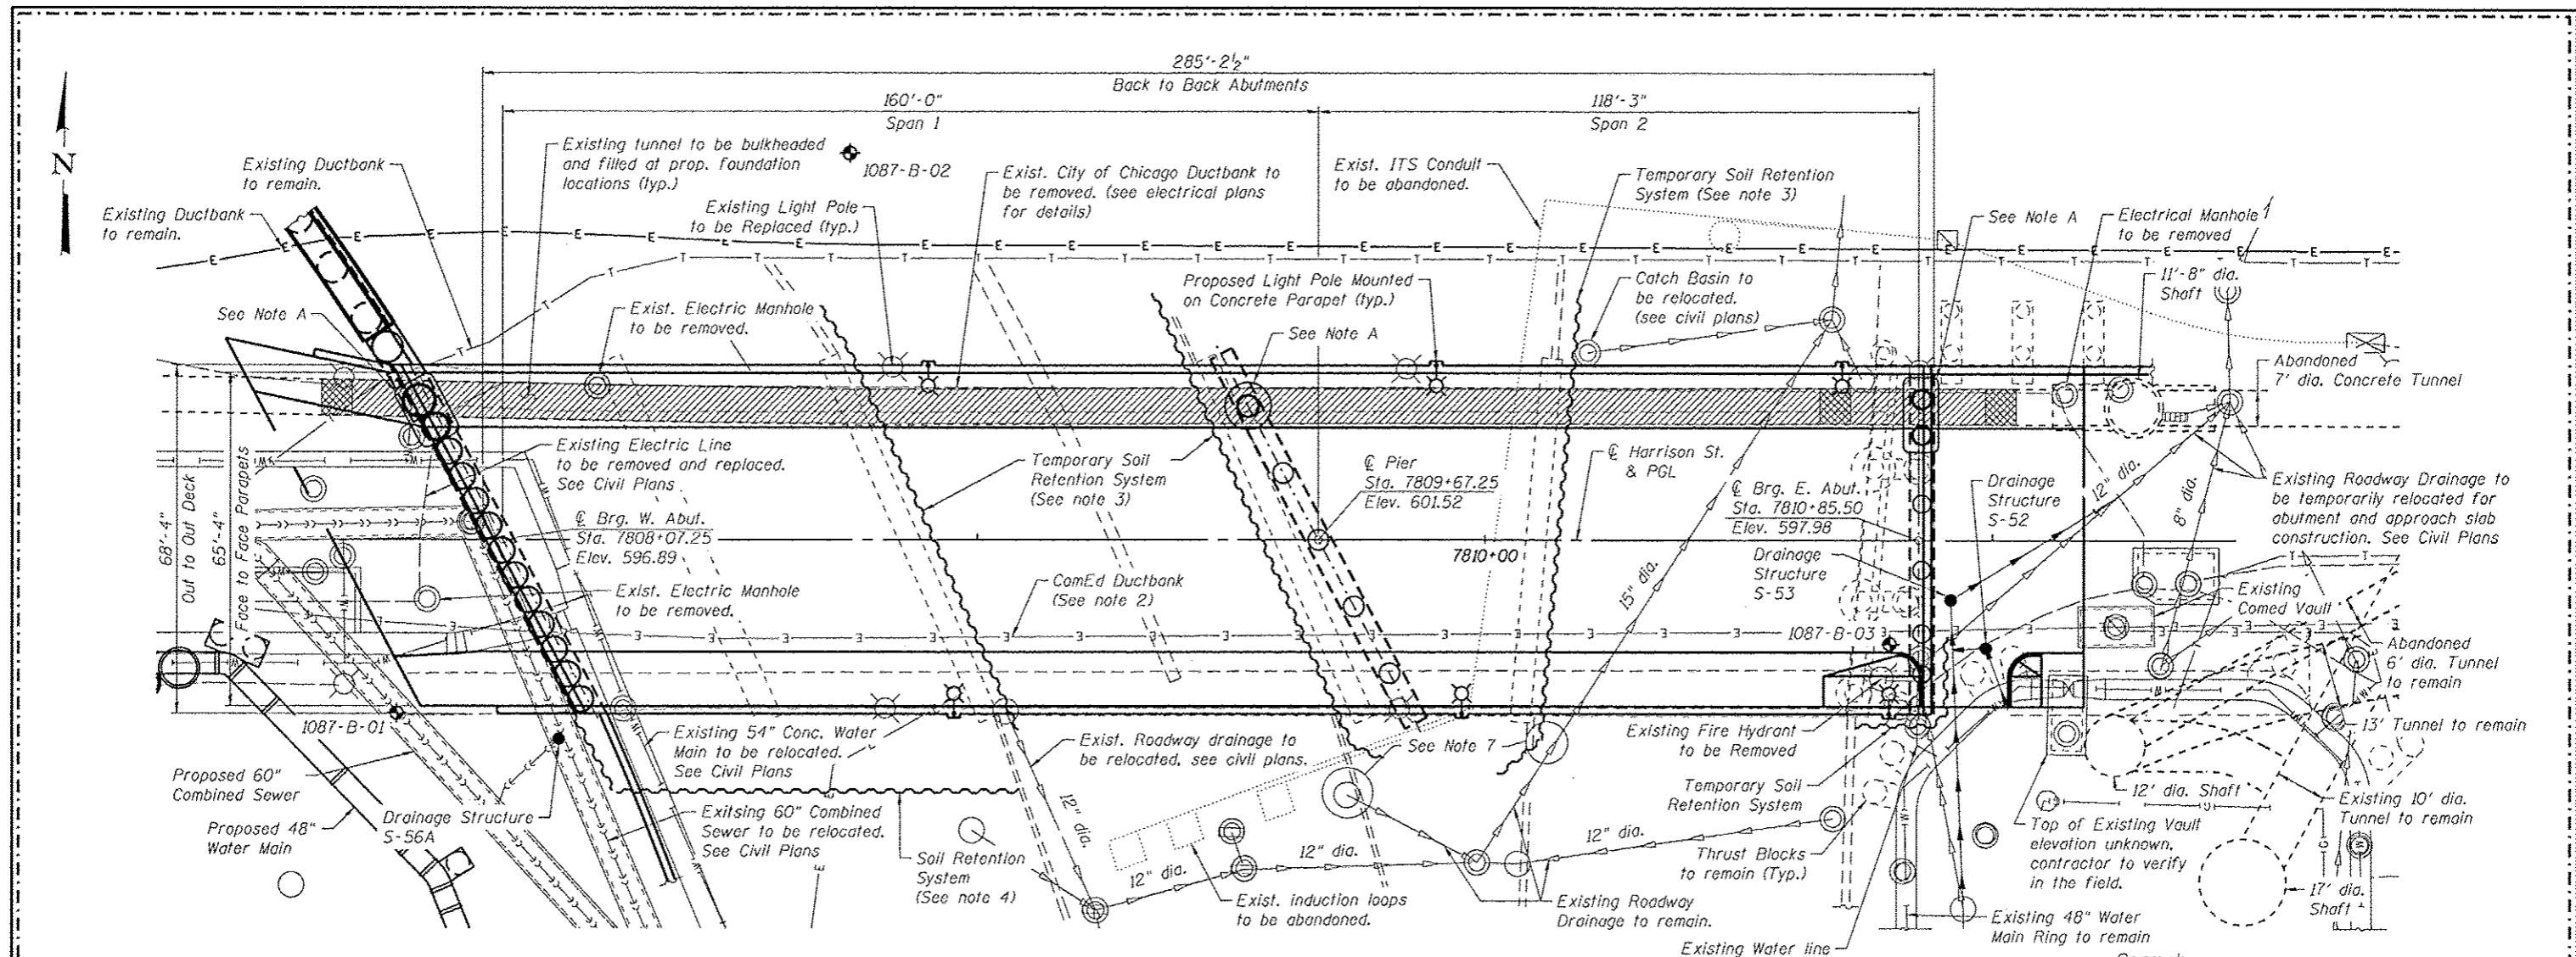 285'-2½"
Back to Back Abutments
160'-0"
Span 1
118'-3"
Span 2
N
Existing Ductbank
to remain.
Existing Ductbank
to remain.
Existing tunnel to be bulkheaded
and filled at prop. foundation
locations (typ.)
1087-B-02
Existing Light Pole
to be Replaced (typ.)
Exist. City of Chicago Ductbank to
be removed. (see electrical plans
for details)
Exist. ITS Conduit
to be abandoned.
Temporary Soil Retention
System (See note 3)
See Note A
Electrical Manhole
to be removed
11'-8" dia.
Shaft
See Note A
Exist. Electric Manhole
to be removed.
Proposed Light Pole Mounted
on Concrete Parapet (typ.)
See Note A
Catch Basin to
be relocated.
(see civil plans)
Abandoned
7' dia. Concrete Tunnel
68'-4"
Out to Out Deck
65'-4"
Face to Face Parapets
Existing Electric Line
to be removed and replaced.
See Civil Plans
℄ Brg. W. Abut.
Sta. 7808+07.25
Elev. 596.89
Exist. Electric Manhole
to be removed.
Temporary Soil
Retention System
(See note 3)
℄ Pier
Sta. 7809+67.25
Elev. 601.52
℄ Harrison St.
& PGL
7810+00
℄ Brg. E. Abut.
Sta. 7810+85.50
Elev. 597.98
Drainage
Structure
S-53
Drainage
Structure
S-52
12" dia.
8" dia.
15" dia.
Existing Roadway Drainage to
be temporarily relocated for
abutment and approach slab
construction. See Civil Plans
ComEd Ductbank
(See note 2)
1087-B-03
Existing
Comed Vault
Abandoned
6' dia. Tunnel
to remain
13' Tunnel to remain
1087-B-01
Proposed 60"
Combined Sewer
Proposed 48"
Water Main
Drainage Structure
S-56A
Existing 54" Conc. Water
Main to be relocated.
See Civil Plans
Exitsing 60" Combined
Sewer to be relocated.
See Civil Plans
Exist. Roadway drainage to
be relocated, see civil plans.
See Note 7
Existing Fire Hydrant
to be Removed
Temporary Soil
Retention System
12" dia.
Soil Retention
System
(See note 4)
12" dia.
12" dia.
12" dia.
Exist. induction loops
to be abandoned.
Existing Roadway
Drainage to remain.
Thrust Blocks
to remain (Typ.)
Existing Water line
12' dia. Shaft
Top of Existing Vault
elevation unknown,
contractor to verify
in the field.
Existing 10' dia.
Tunnel to remain
17' dia.
Shaft
Existing 48" Water
Main Ring to remain